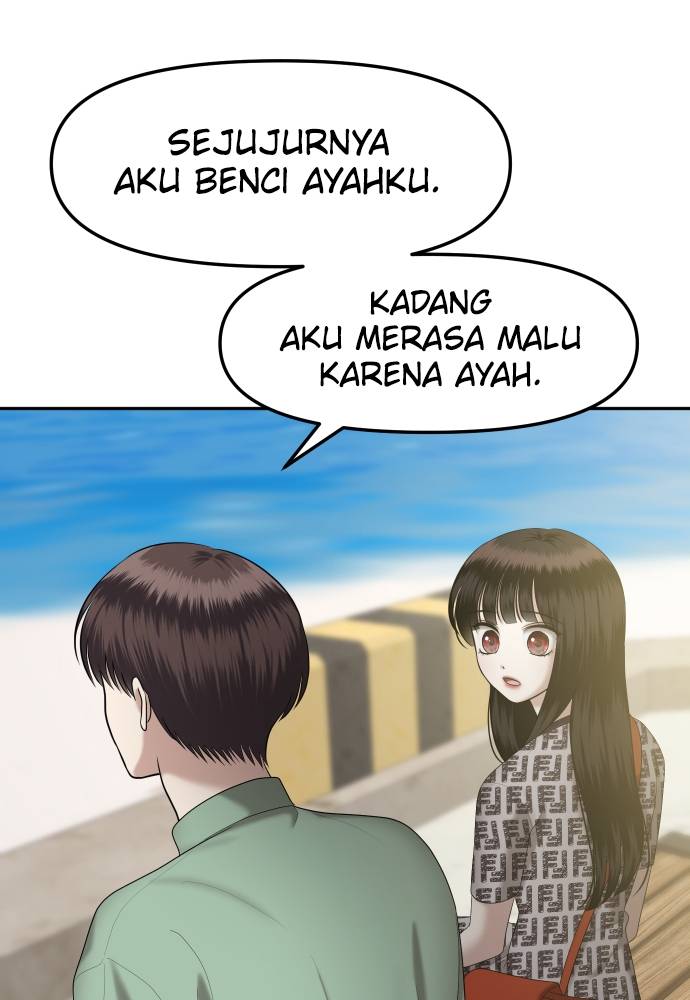 SEJUJURNYA
AKU BENCI AYAHKU.
KADANG
AKU MERASA MALU
KARENA AYAH.